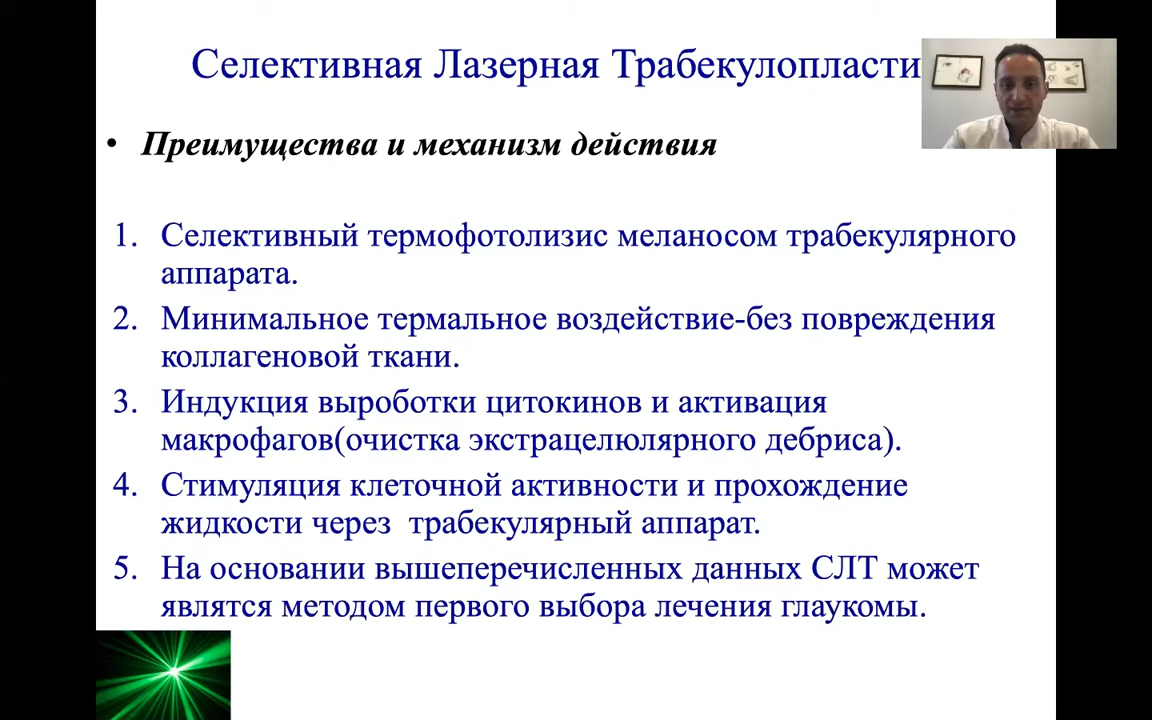 Селективная Лазерная Трабекулопласти
• Преимущества и механизм действия
1. Селективный термофотолизис меланосом трабекулярного
аппарата.
2. Минимальное термальное воздействие-без повреждения
коллагеновой ткани.
3. Индукция выроботки цитокинов и активация
макрофагов(очистка экстрацелюлярного дебриса).
4. Стимуляция клеточной активности и прохождение
жидкости через трабекулярный аппарат.
5. На основании вышеперечисленных данных СЛТ может
являтся методом первого выбора лечения глаукомы.